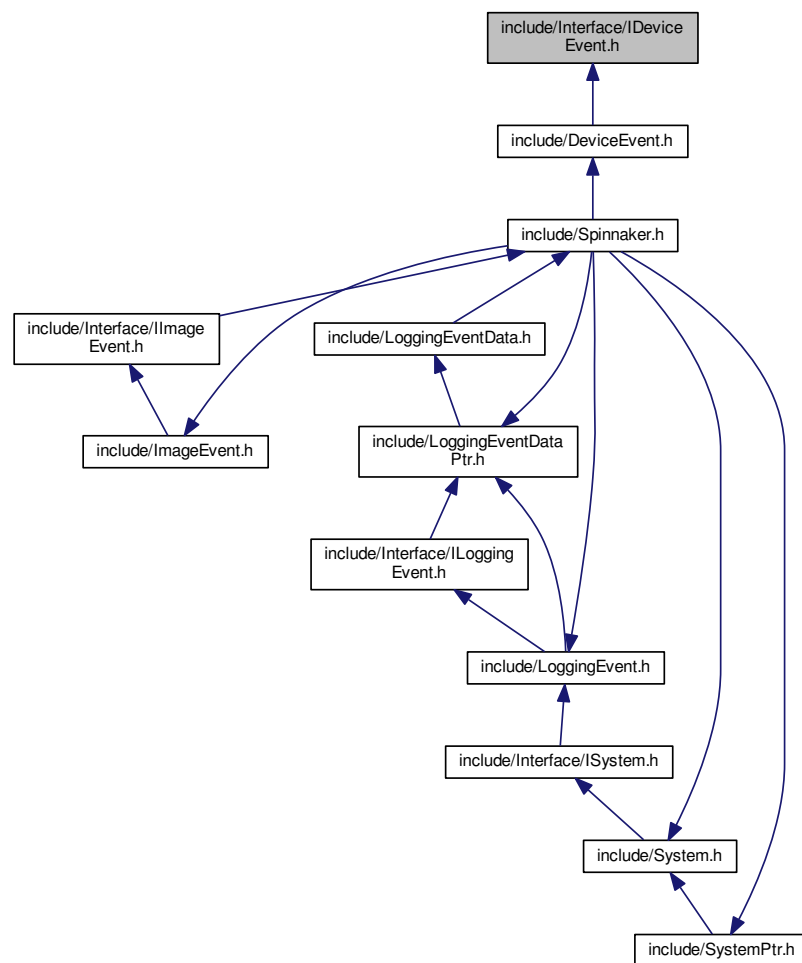 include/Interface/IDevice
Event.h
include/DeviceEvent.h
include/Spinnaker.h
include/Interface/IImage
Event.h
include/LoggingEventData.h
include/ImageEvent.h
include/LoggingEventData
Ptr.h
include/Interface/ILogging
Event.h
include/LoggingEvent.h
include/Interface/ISystem.h
include/System.h
include/SystemPtr.h